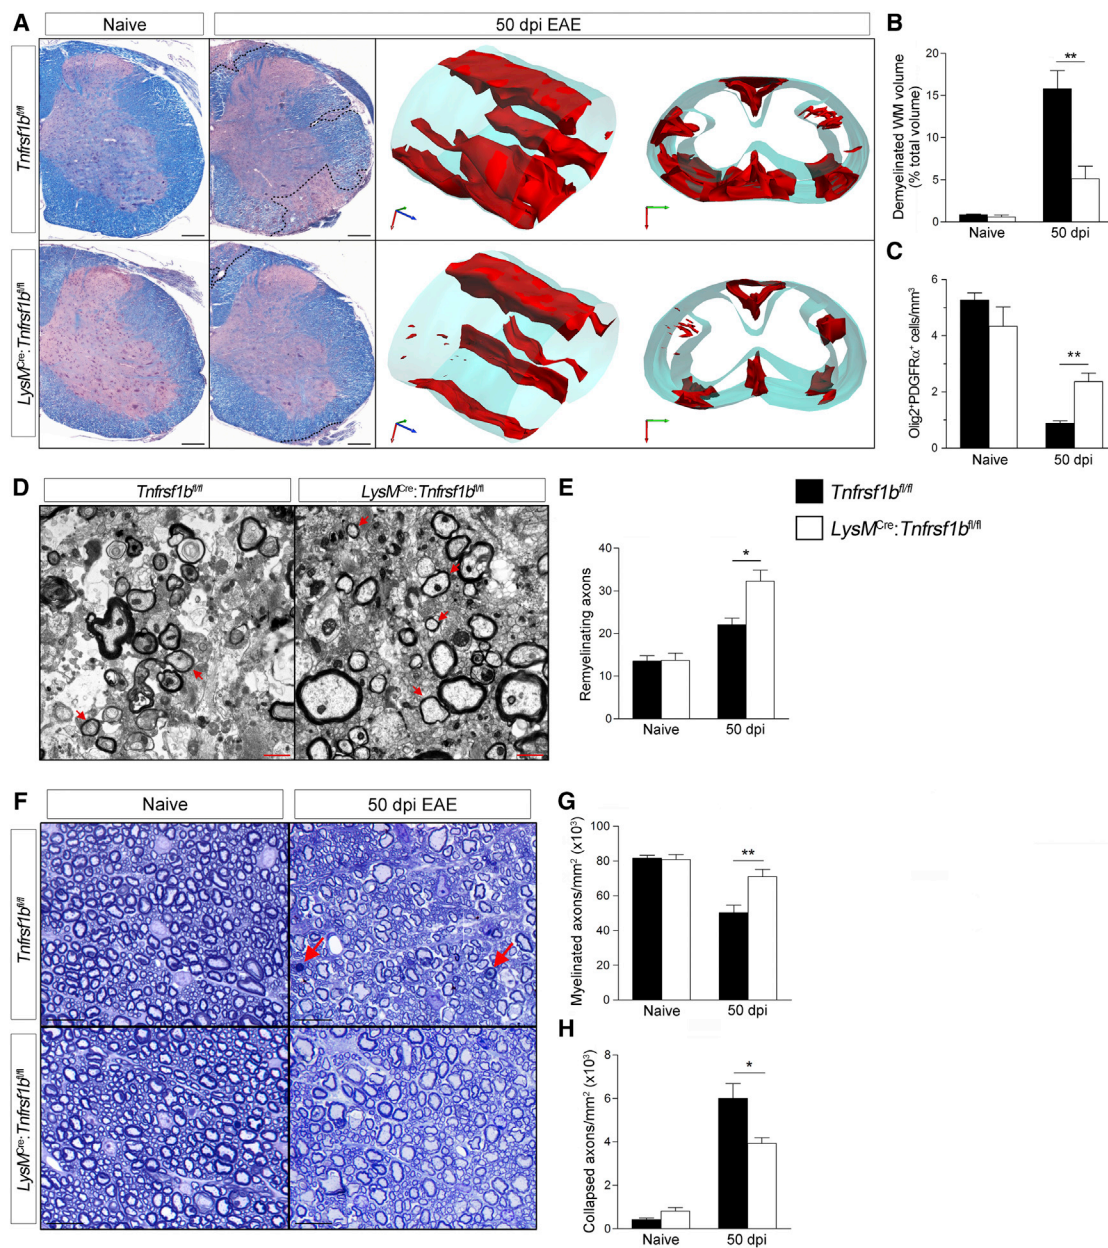 A
Naive
50 dpi EAE
Tnfrsf1b^fl/fl
LysM^Cre:Tnfrsf1b^fl/fl
B
Demyelinated WM volume
(% total volume)
20
15
10
5
0
**
Naive
50 dpi
C
Olig2⁺PDGFRα⁺ cells/mm³
6
4
2
0
**
Naive
50 dpi
D
Tnfrsf1b^fl/fl
LysM^Cre:Tnfrsf1b^fl/fl
E
Tnfrsf1b^fl/fl
LysM^Cre:Tnfrsf1b^fl/fl
Remyelinating axons
40
30
20
10
0
*
Naive
50 dpi
F
Naive
50 dpi EAE
Tnfrsf1b^fl/fl
LysM^Cre:Tnfrsf1b^fl/fl
G
Myelinated axons/mm² (x10³)
100
80
60
40
20
0
**
Naive
50 dpi
H
Collapsed axons/mm² (x10³)
8
6
4
2
0
*
Naive
50 dpi